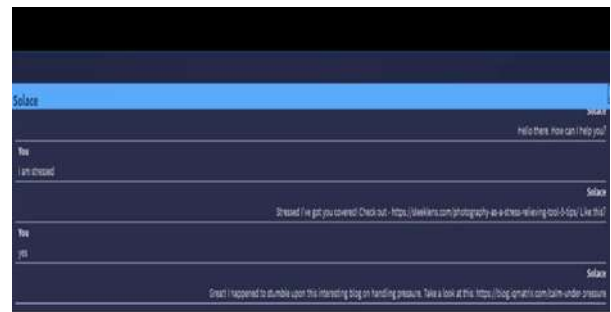 Solace
Solace
Hello there. How can I help you?
You
i am stressed
Solace
Stressed I've got you covered! Check out - https://sleeklens.com/photography-as-a-stress-relieving-tool-5-tips/ Like this?
You
yes
Solace
Great! I happened to stumble upon this interesting blog on handling pressure. Take a look at this: https://blog.iqmatrix.com/calm-under-pressure